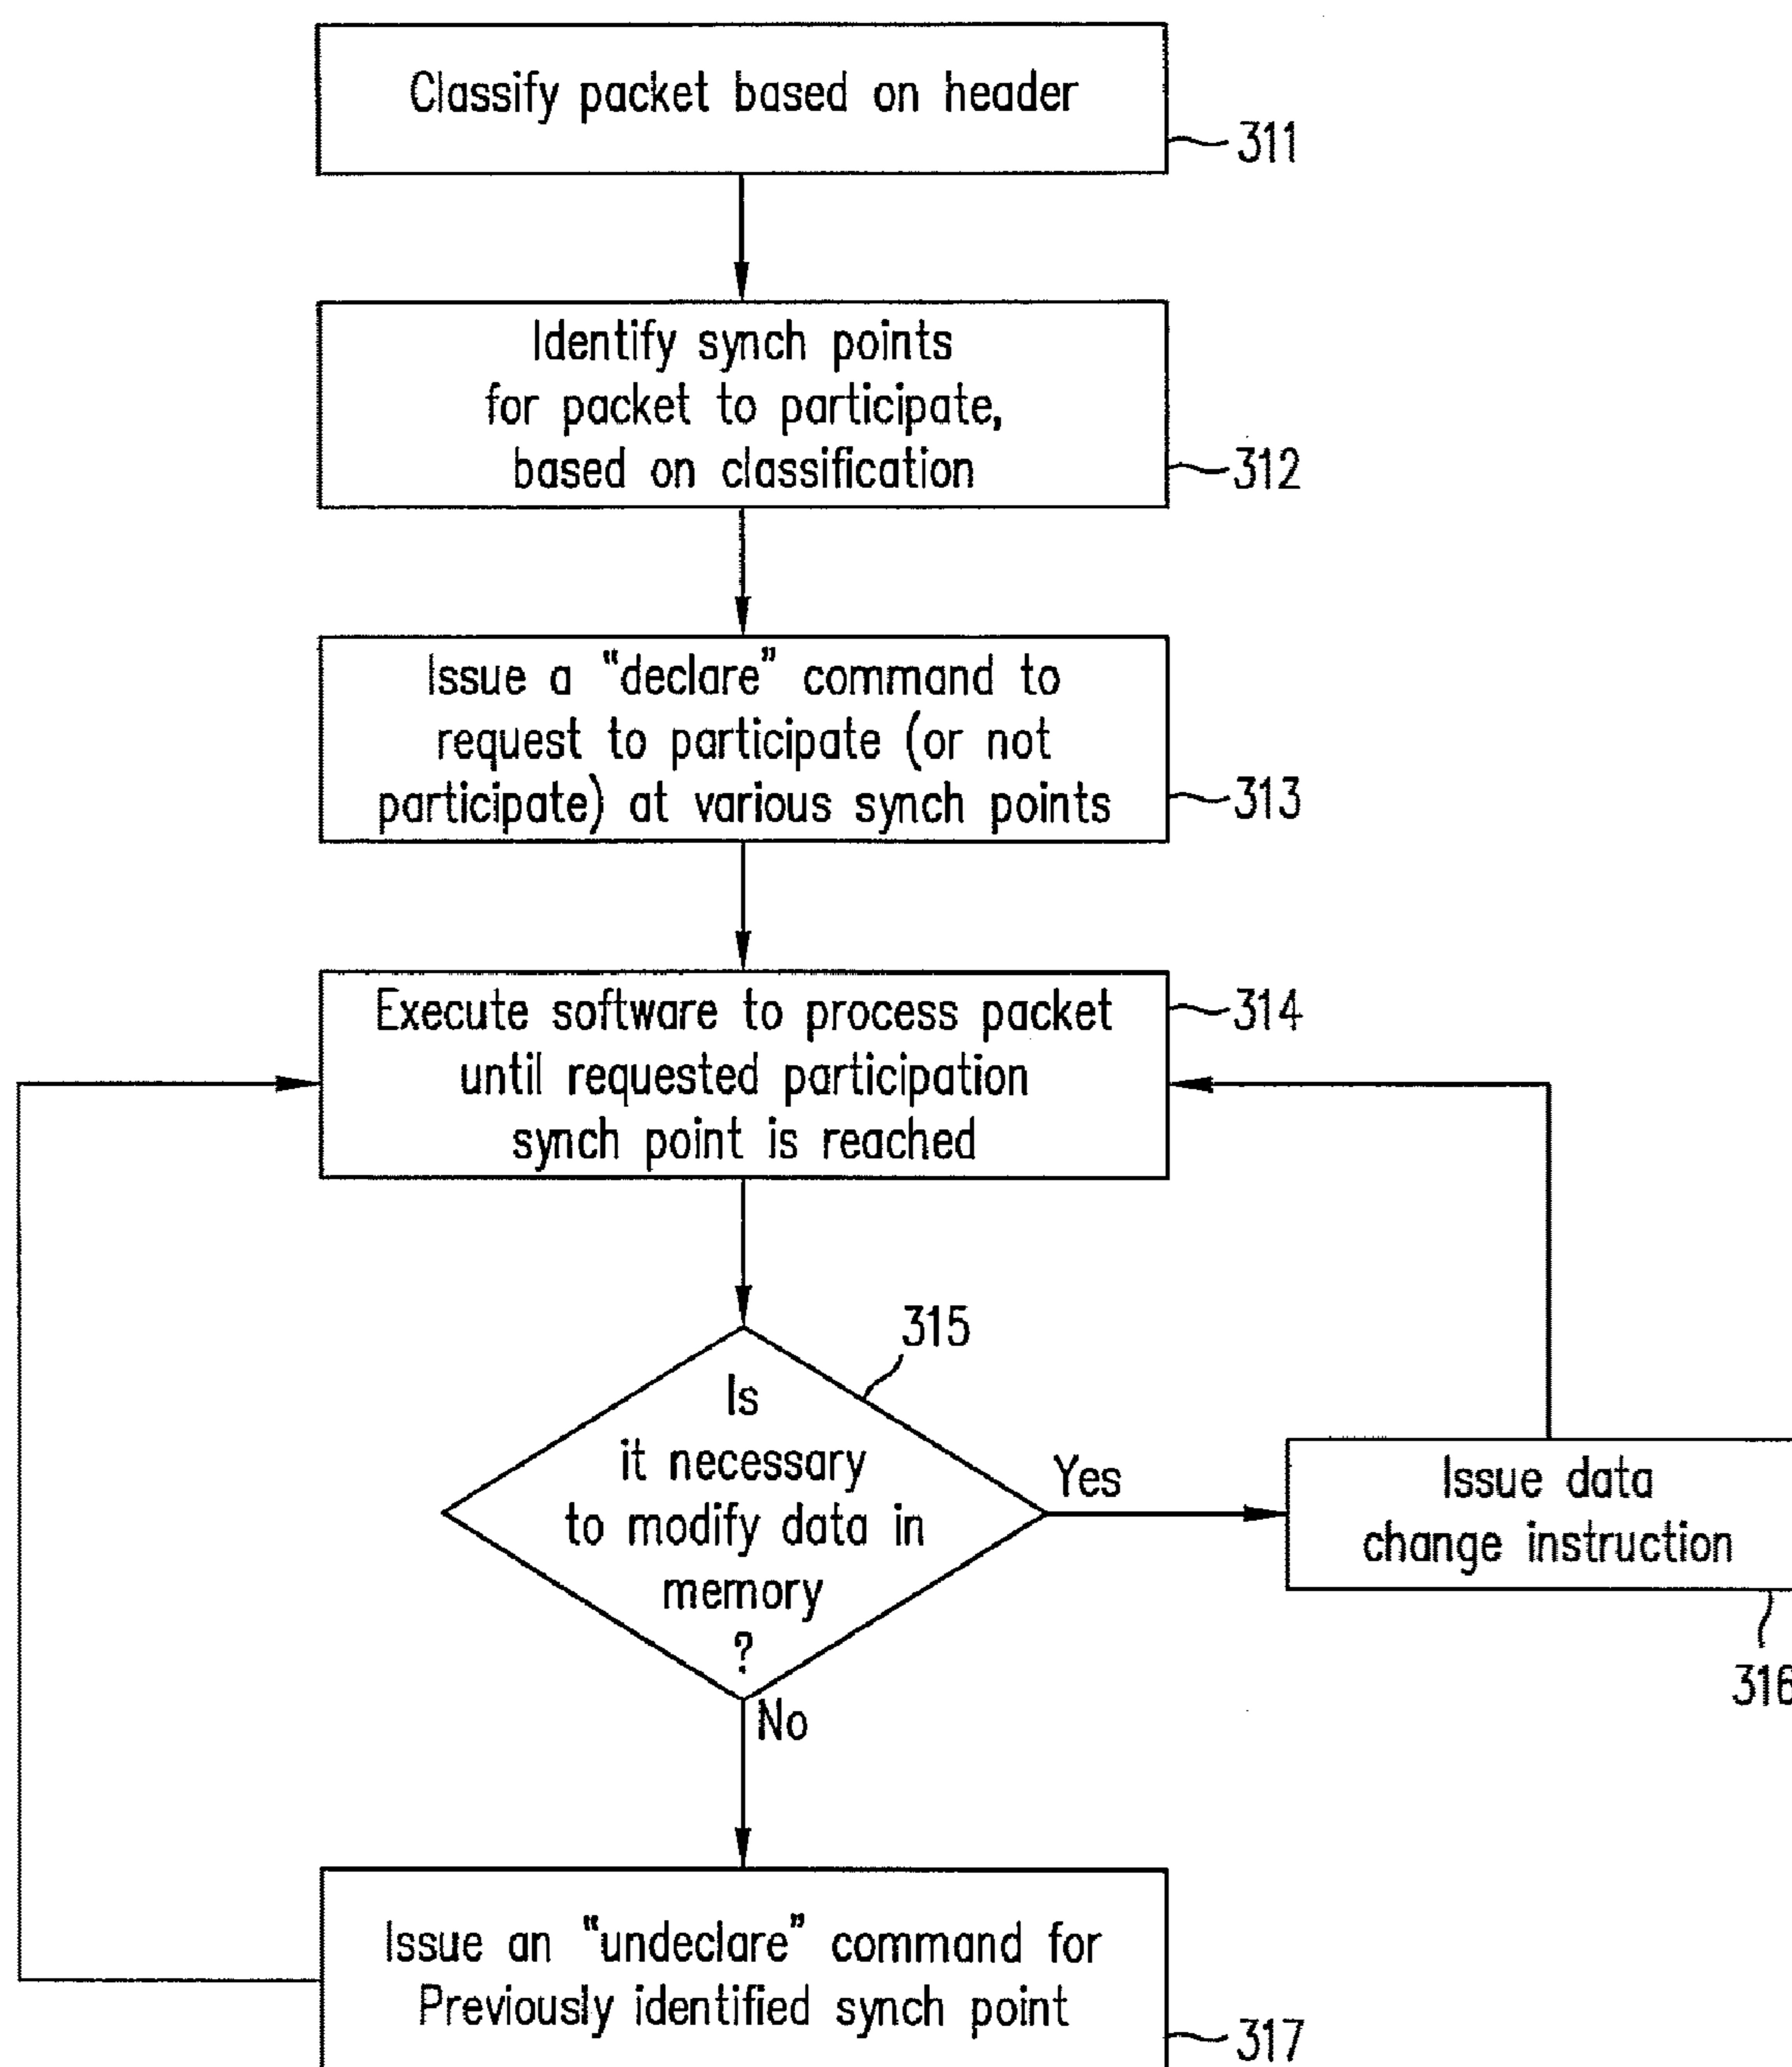 Classify packet based on header
311
Identify synch points
for packet to participate,
based on classification
312
Issue a "declare" command to
request to participate (or not
participate) at various synch points
313
Execute software to process packet
until requested participation
synch point is reached
314
315
Is
it necessary
to modify data in
memory
?
Yes
Issue data
change instruction
316
No
Issue an "undeclare" command for
Previously identified synch point
317